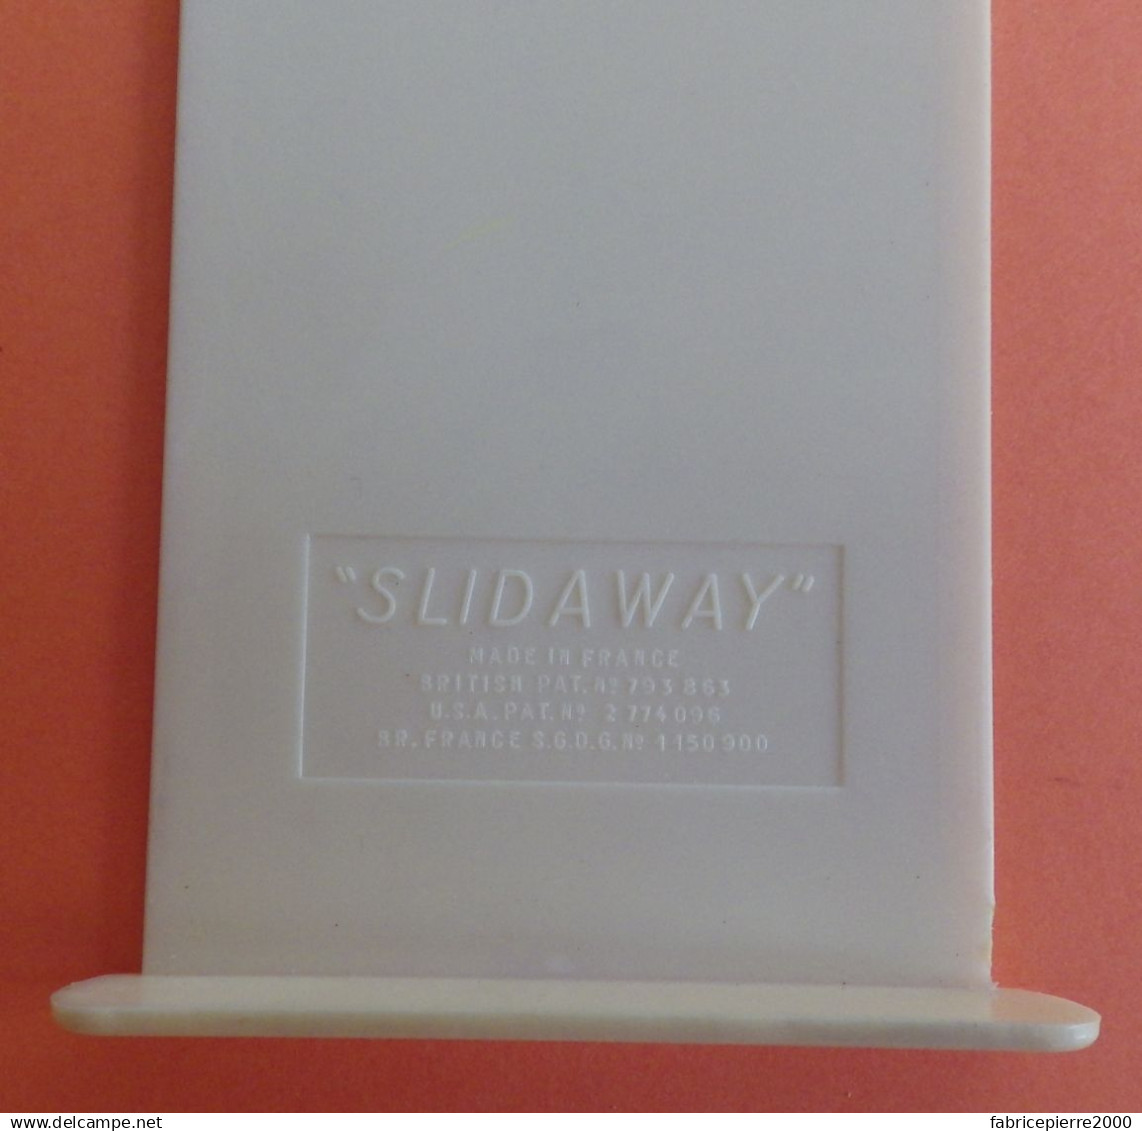 "SLIDAWAY"
MADE IN FRANCE
BRITISH PAT. Nº 793 863
U.S.A. PAT. Nº 2 774 096
BR. FRANCE S.G.D.G. Nº 1 150 900
www.delcampe.net
fabricepierre2000